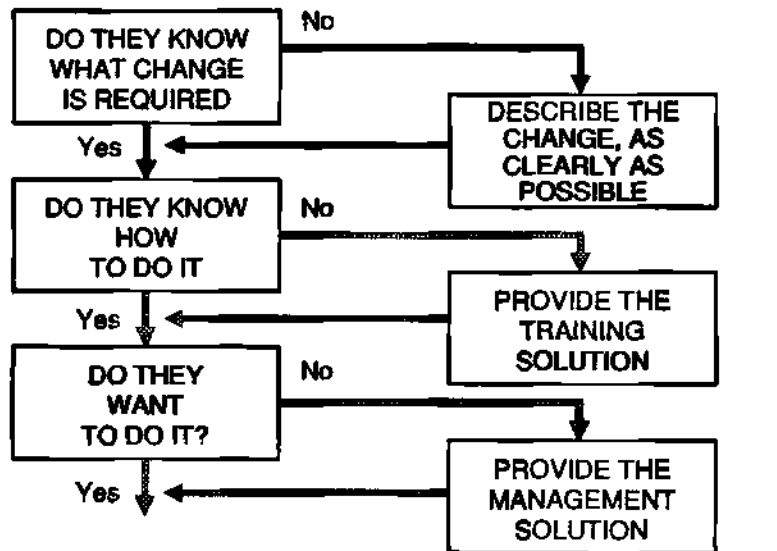 DO THEY KNOW
WHAT CHANGE
IS REQUIRED
No
DESCRIBE THE
CHANGE, AS
CLEARLY AS
POSSIBLE
Yes
DO THEY KNOW
HOW
TO DO IT
No
PROVIDE THE
TRAINING
SOLUTION
Yes
DO THEY
WANT
TO DO IT?
No
PROVIDE THE
MANAGEMENT
SOLUTION
Yes